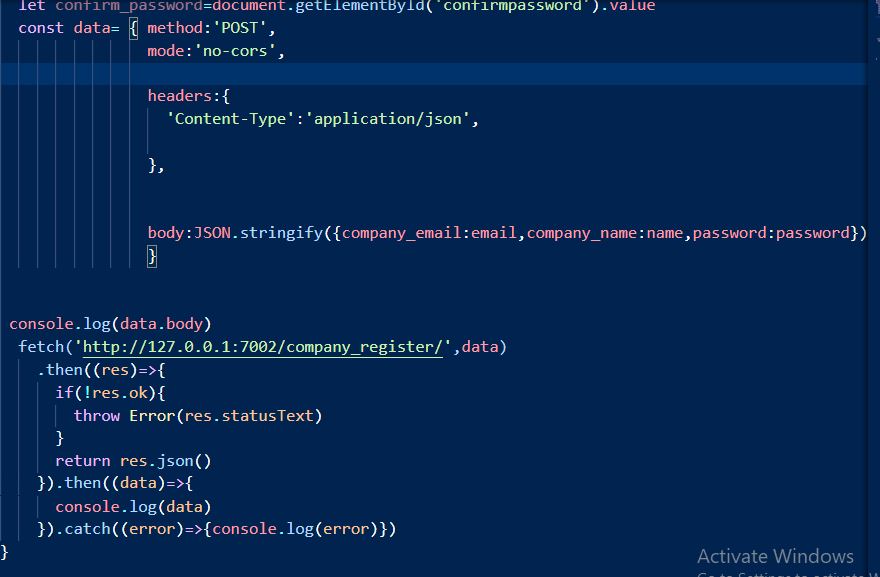 let confirm_password=document.getElementById('confirmpassword').value
const data= { method:'POST',
mode:'no-cors',
headers:{
'Content-Type':'application/json',
},
body:JSON.stringify({company_email:email,company_name:name,password:password})
}
console.log(data.body)
fetch('http://127.0.0.1:7002/company_register/',data)
.then((res)=>{
if(!res.ok){
throw Error(res.statusText)
}
return res.json()
}).then((data)=>{
console.log(data)
}).catch((error)=>{console.log(error)})
}
Activate Windows
Go to Settings to activate W